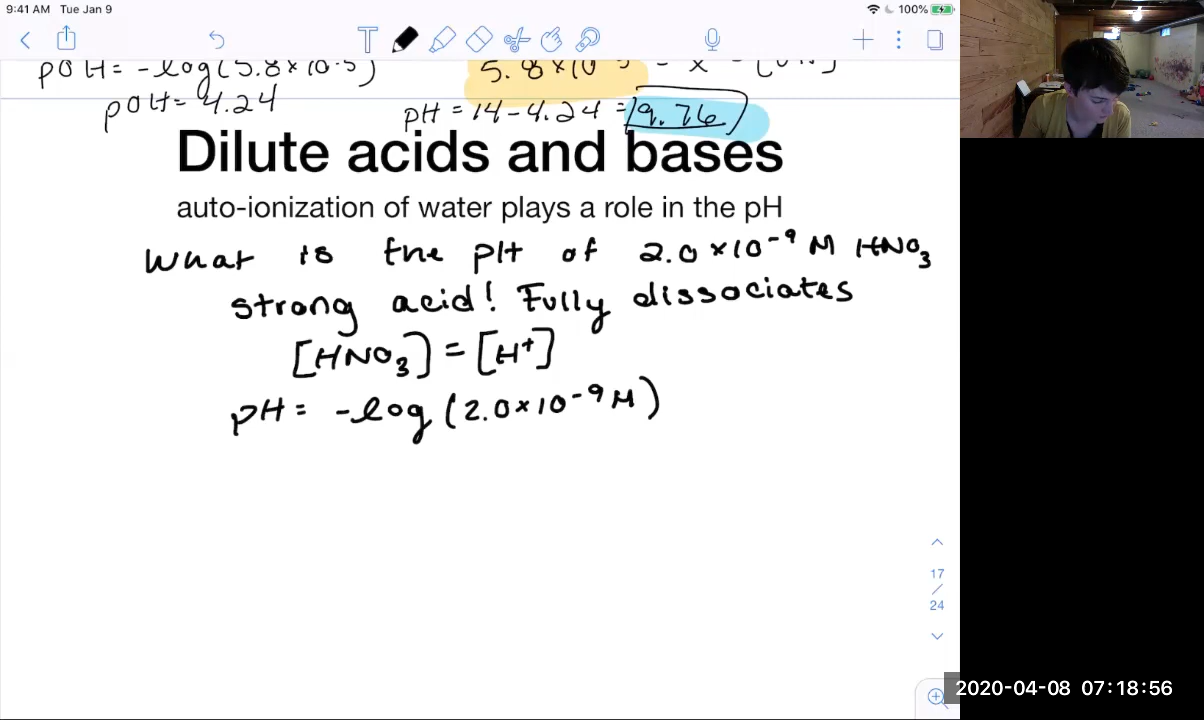 9:41 AM Tue Jan 9
100%
pOH = -log(5.8×10⁻⁵)
pOH = 4.24
pH = 14 - 4.24 = 9.76
Dilute acids and bases
auto-ionization of water plays a role in the pH
What is the pH of 2.0×10⁻⁹ M HNO₃
strong acid! Fully dissociates
[HNO₃] = [H⁺]
pH = -log(2.0×10⁻⁹ M)
17
/
24
2020-04-08 07:18:56